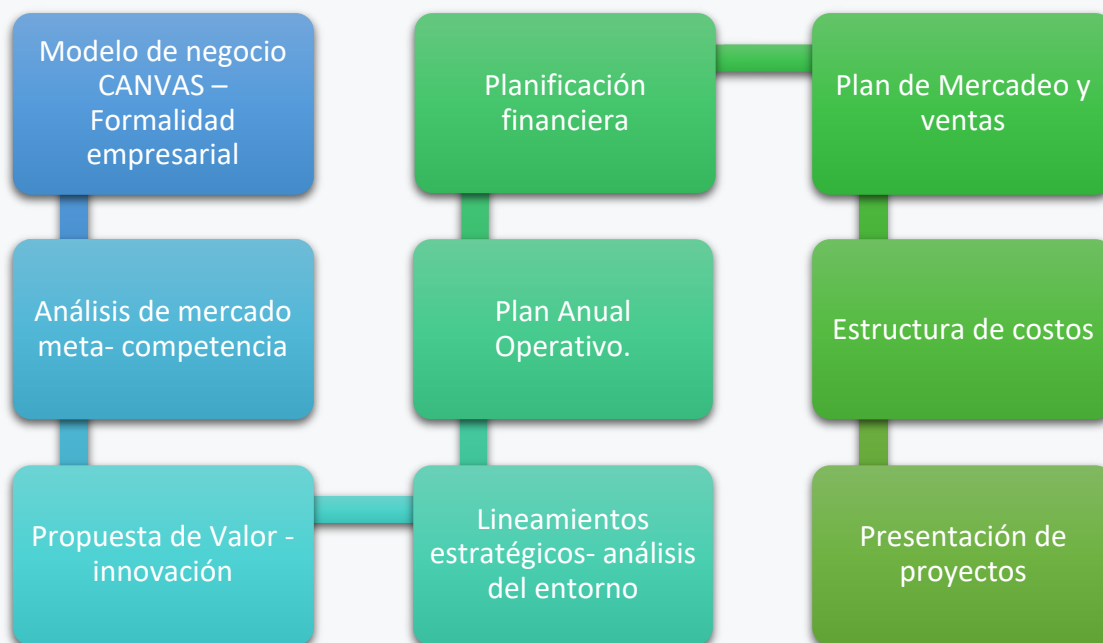 Modelo de negocio
CANVAS –
Formalidad
empresarial
Análisis de mercado
meta- competencia
Propuesta de Valor -
innovación
Lineamientos
estratégicos- análisis
del entorno
Plan Anual
Operativo.
Planificación
financiera
Plan de Mercadeo y
ventas
Estructura de costos
Presentación de
proyectos